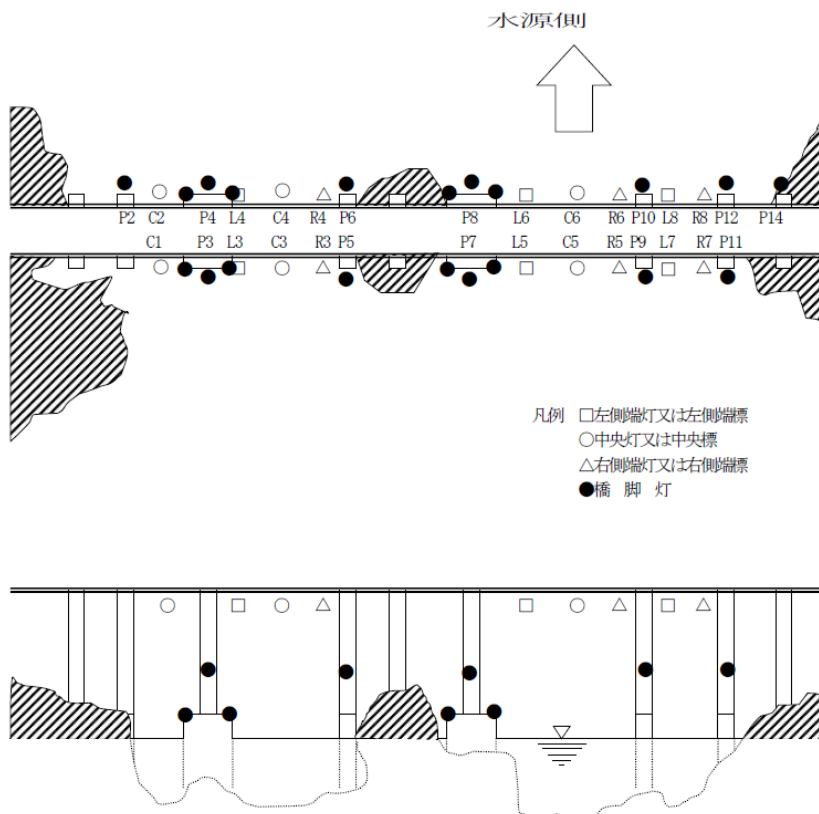 水源側
P2 C2 P4 L4 C4 R4 P6 P8 L6 C6 R6 P10 L8 R8 P12 P14
C1 P3 L3 C3 R3 P5 P7 L5 C5 R5 P9 L7 R7 P11
凡例 □左側端灯又は左側端標
○中央灯又は中央標
△右側端灯又は右側端標
●橋 脚 灯